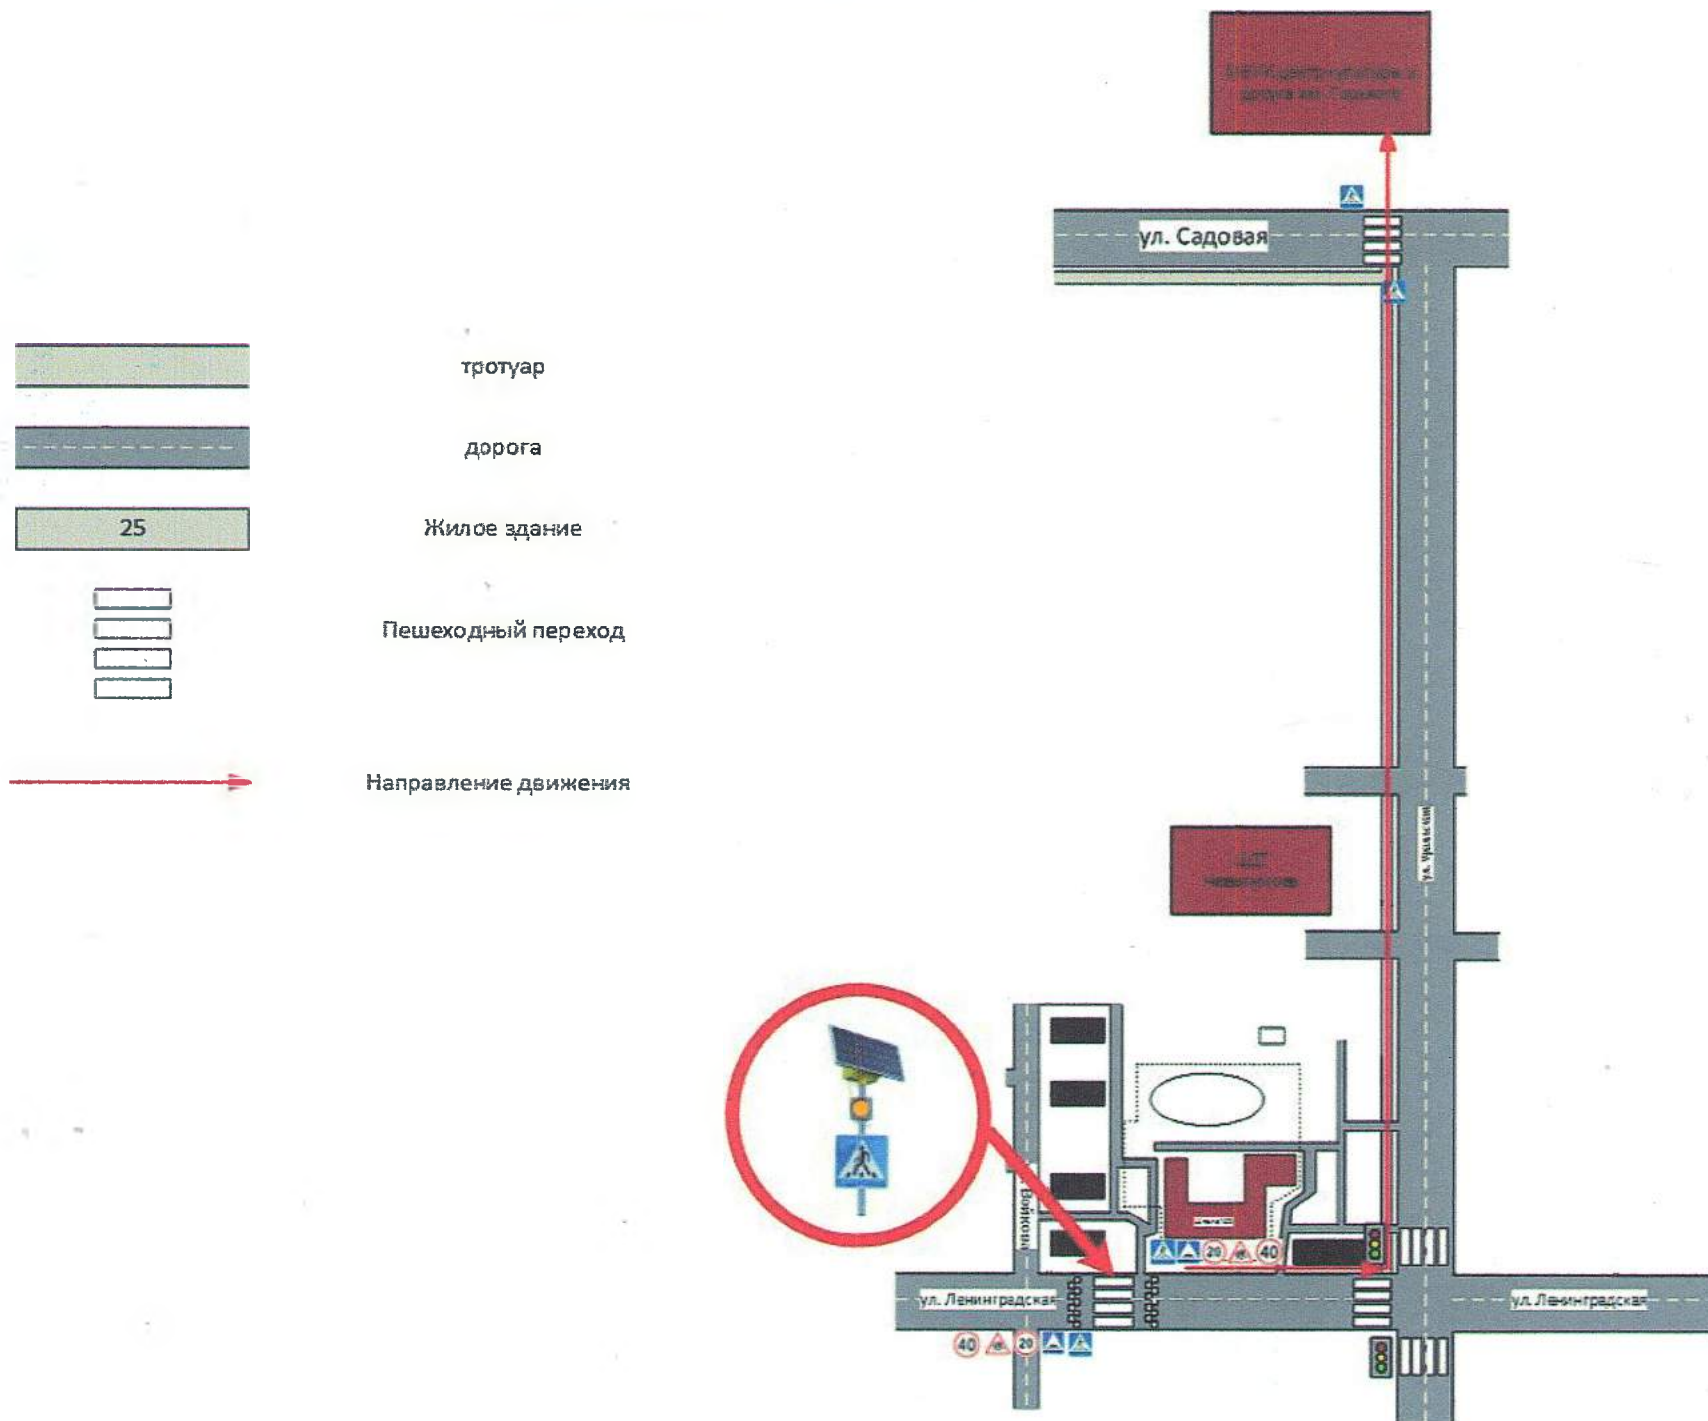 ул. Садовая
тротуар
дорога
25
Жилое здание
Пешеходный переход
Направление движения
20
40
ул. Ленинградская
ул. Ленинградская
40
20